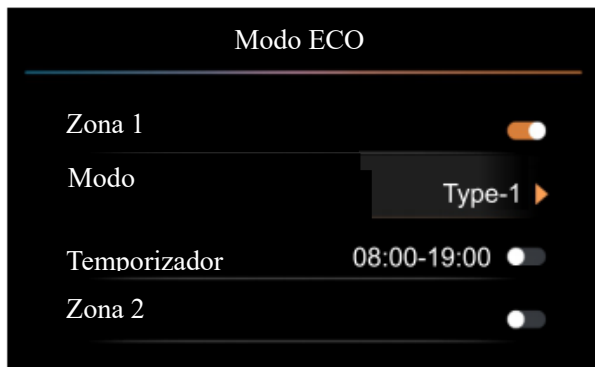 Modo ECO
Zona 1
Modo
Type-1
Temporizador
08:00-19:00
Zona 2